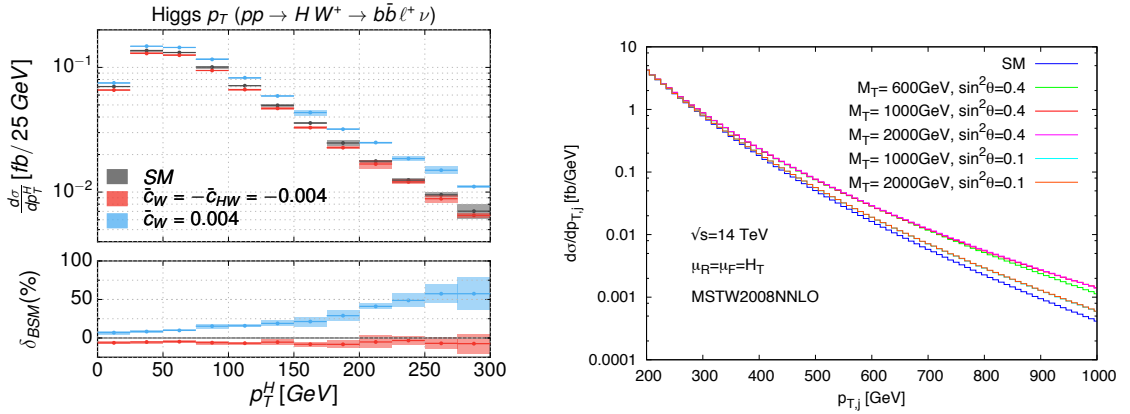 Higgs p_T (pp → H W⁺ → bb̄ ℓ⁺ ν)
dσ/dp_T^H [fb/ 25 GeV]
10⁻¹
10⁻²
SM
c̄_W = −c̄_HW = −0.004
c̄_W = 0.004
δ_BSM(%)
100
75
50
25
0
0 50 100 150 200 250 300
p_T^H [GeV]
dσ/dp_T,j [fb/GeV]
10
1
0.1
0.01
0.001
0.0001
SM
M_T= 600GeV, sin²θ=0.4
M_T= 1000GeV, sin²θ=0.4
M_T= 2000GeV, sin²θ=0.4
M_T= 1000GeV, sin²θ=0.1
M_T= 2000GeV, sin²θ=0.1
√s=14 TeV
μ_R=μ_F=H_T
MSTW2008NNLO
200 300 400 500 600 700 800 900 1000
p_T,j [GeV]